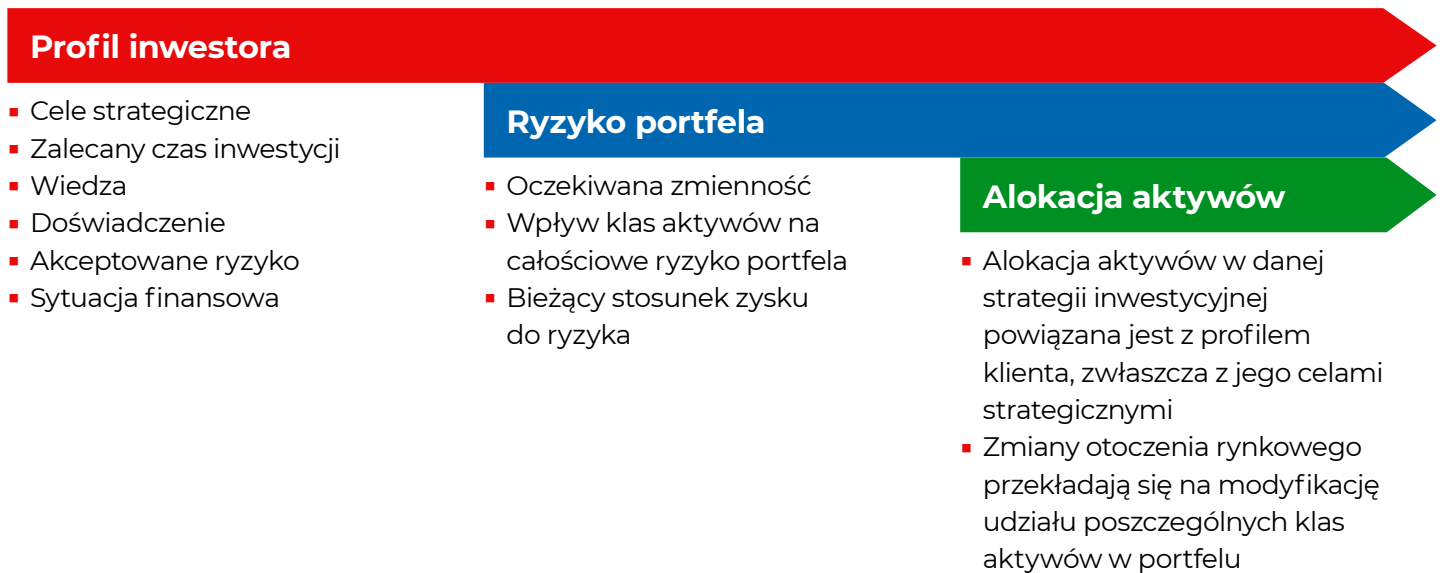 Profil inwestora
▪ Cele strategiczne
▪ Zalecany czas inwestycji
▪ Wiedza
▪ Doświadczenie
▪ Akceptowane ryzyko
▪ Sytuacja finansowa
Ryzyko portfela
▪ Oczekiwana zmienność
▪ Wpływ klas aktywów na
całościowe ryzyko portfela
▪ Bieżący stosunek zysku
do ryzyka
Alokacja aktywów
▪ Alokacja aktywów w danej
strategii inwestycyjnej
powiązana jest z profilem
klienta, zwłaszcza z jego celami
strategicznymi
▪ Zmiany otoczenia rynkowego
przekładają się na modyfikację
udziału poszczególnych klas
aktywów w portfelu